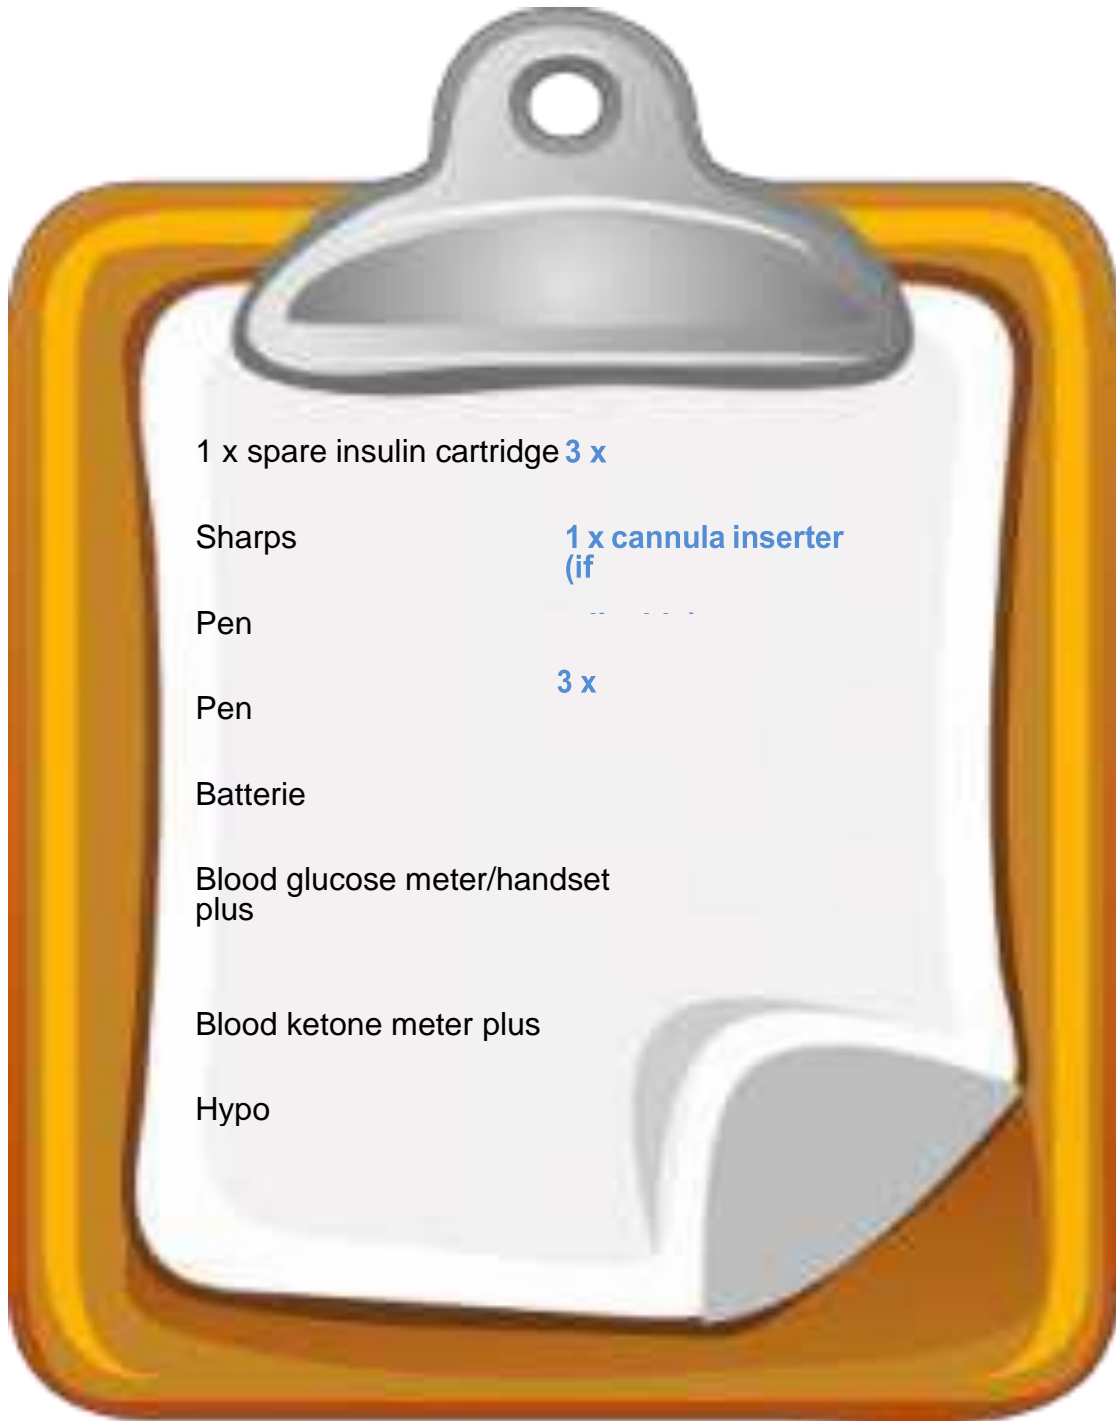 1 x spare insulin cartridge 3 x
Sharps 1 x cannula inserter
(if
Pen
3 x
Pen
Batterie
Blood glucose meter/handset
plus
Blood ketone meter plus
Hypo